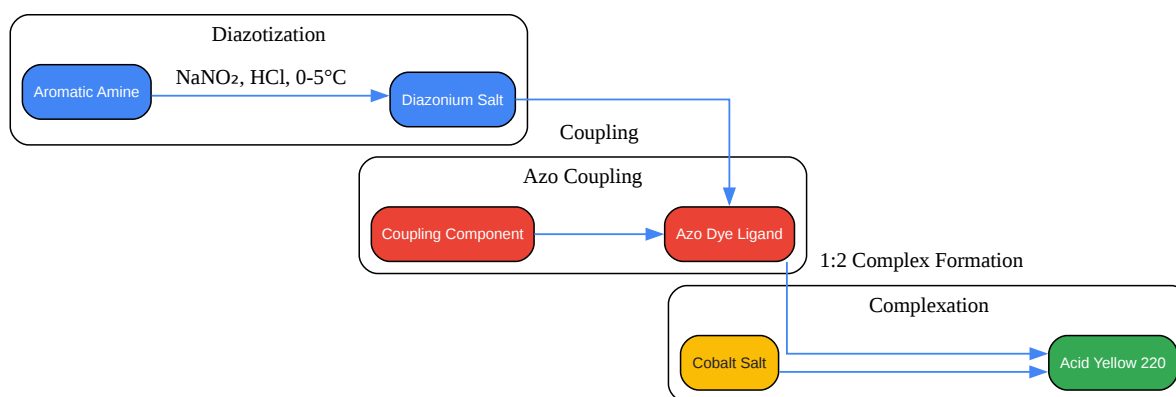 Diazotization
Aromatic Amine
NaNO₂, HCl, 0-5°C
Diazonium Salt
Coupling
Azo Coupling
Coupling Component
Azo Dye Ligand
1:2 Complex Formation
Complexation
Cobalt Salt
Acid Yellow 220